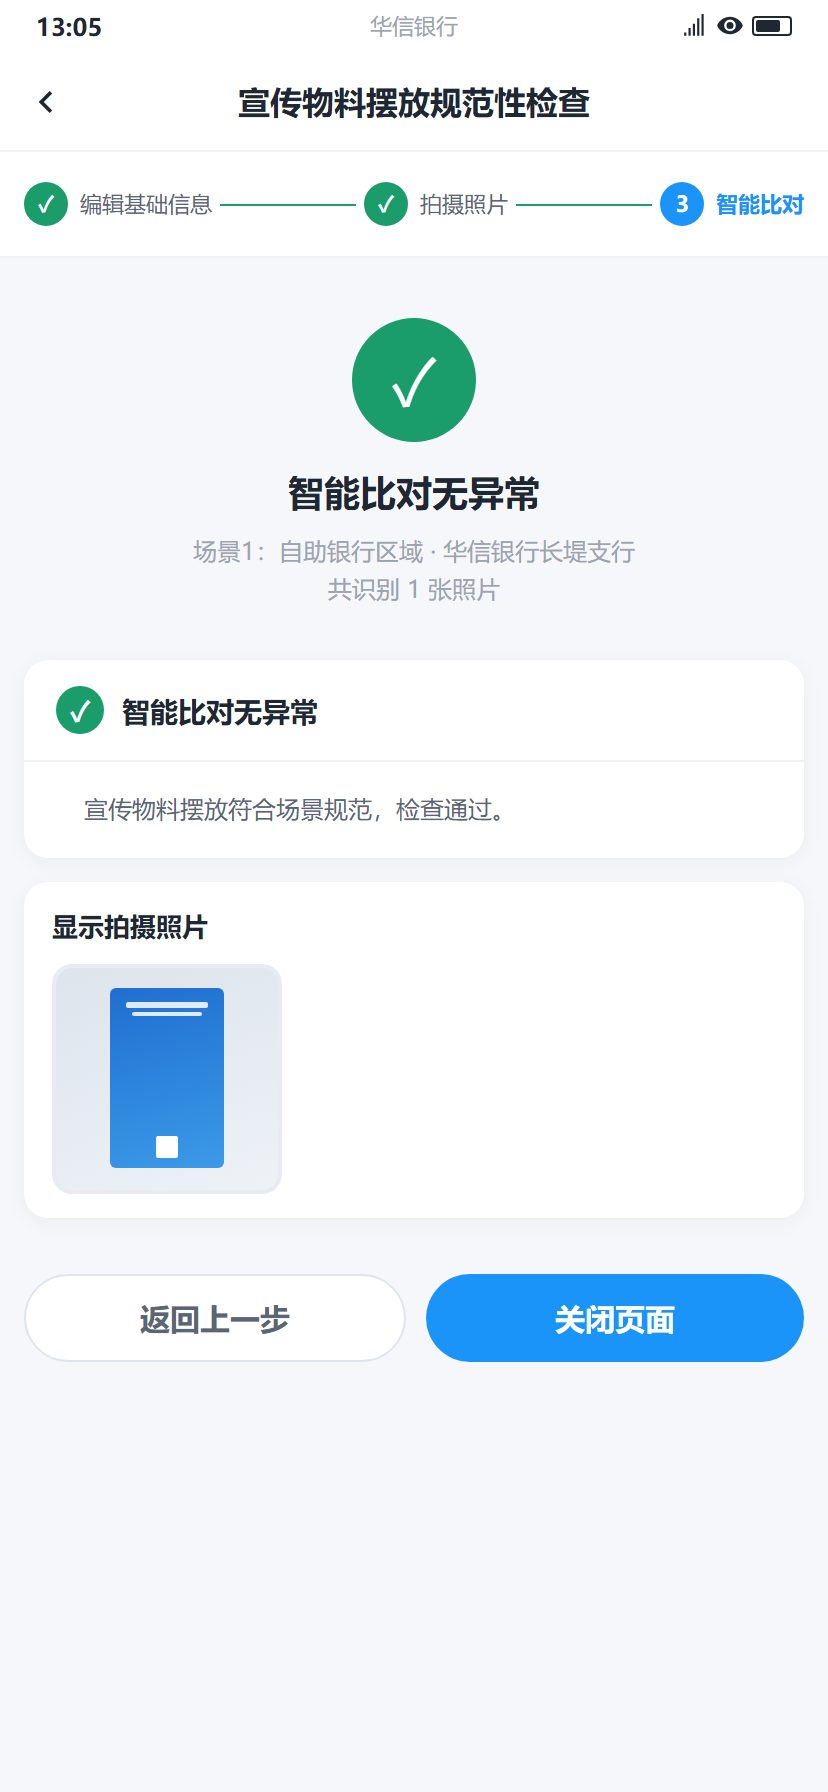 13:05
华信银行
宣传物料摆放规范性检查
编辑基础信息
拍摄照片
3 智能比对
智能比对无异常
场景1：自助银行区域 · 华信银行长堤支行
共识别 1 张照片
智能比对无异常
宣传物料摆放符合场景规范，检查通过。
显示拍摄照片
返回上一步
关闭页面